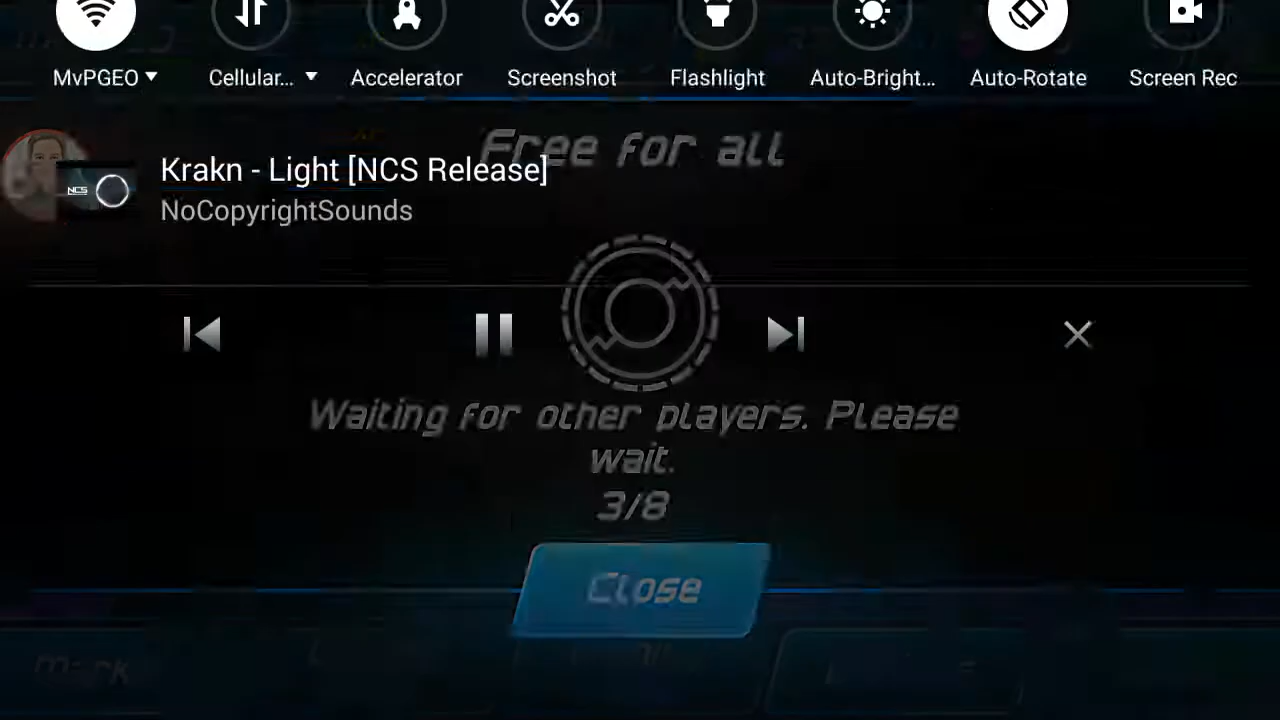 MvPGEO
Cellular...
Accelerator
Screenshot
Flashlight
Auto-Bright...
Auto-Rotate
Screen Rec
Free for all
Krakn - Light [NCS Release]
NCS
NoCopyrightSounds
Waiting for other players. Please
wait.
3/8
Close